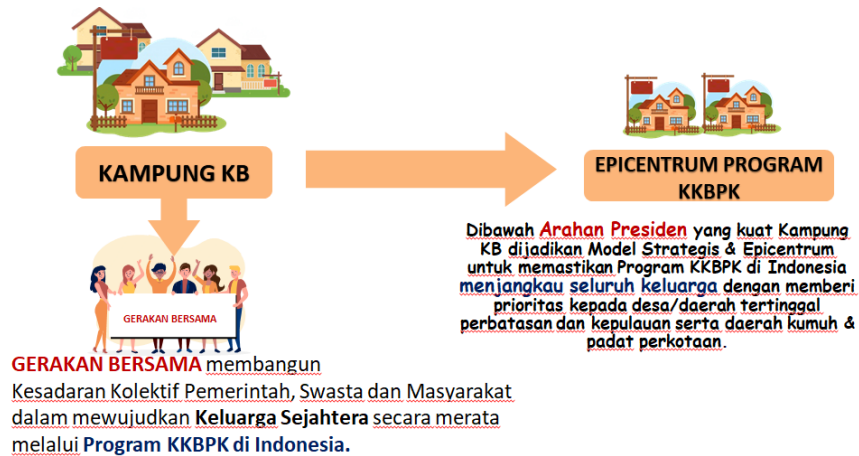 KAMPUNG KB
EPICENTRUM PROGRAM
KKBPK
Dibawah Arahan Presiden yang kuat Kampung
KB dijadikan Model Strategis & Epicentrum
untuk memastikan Program KKBPK di Indonesia
menjangkau seluruh keluarga dengan memberi
prioritas kepada desa/daerah tertinggal
perbatasan dan kepulauan serta daerah kumuh &
padat perkotaan.
GERAKAN BERSAMA
GERAKAN BERSAMA membangun
Kesadaran Kolektif Pemerintah, Swasta dan Masyarakat
dalam mewujudkan Keluarga Sejahtera secara merata
melalui Program KKBPK di Indonesia.